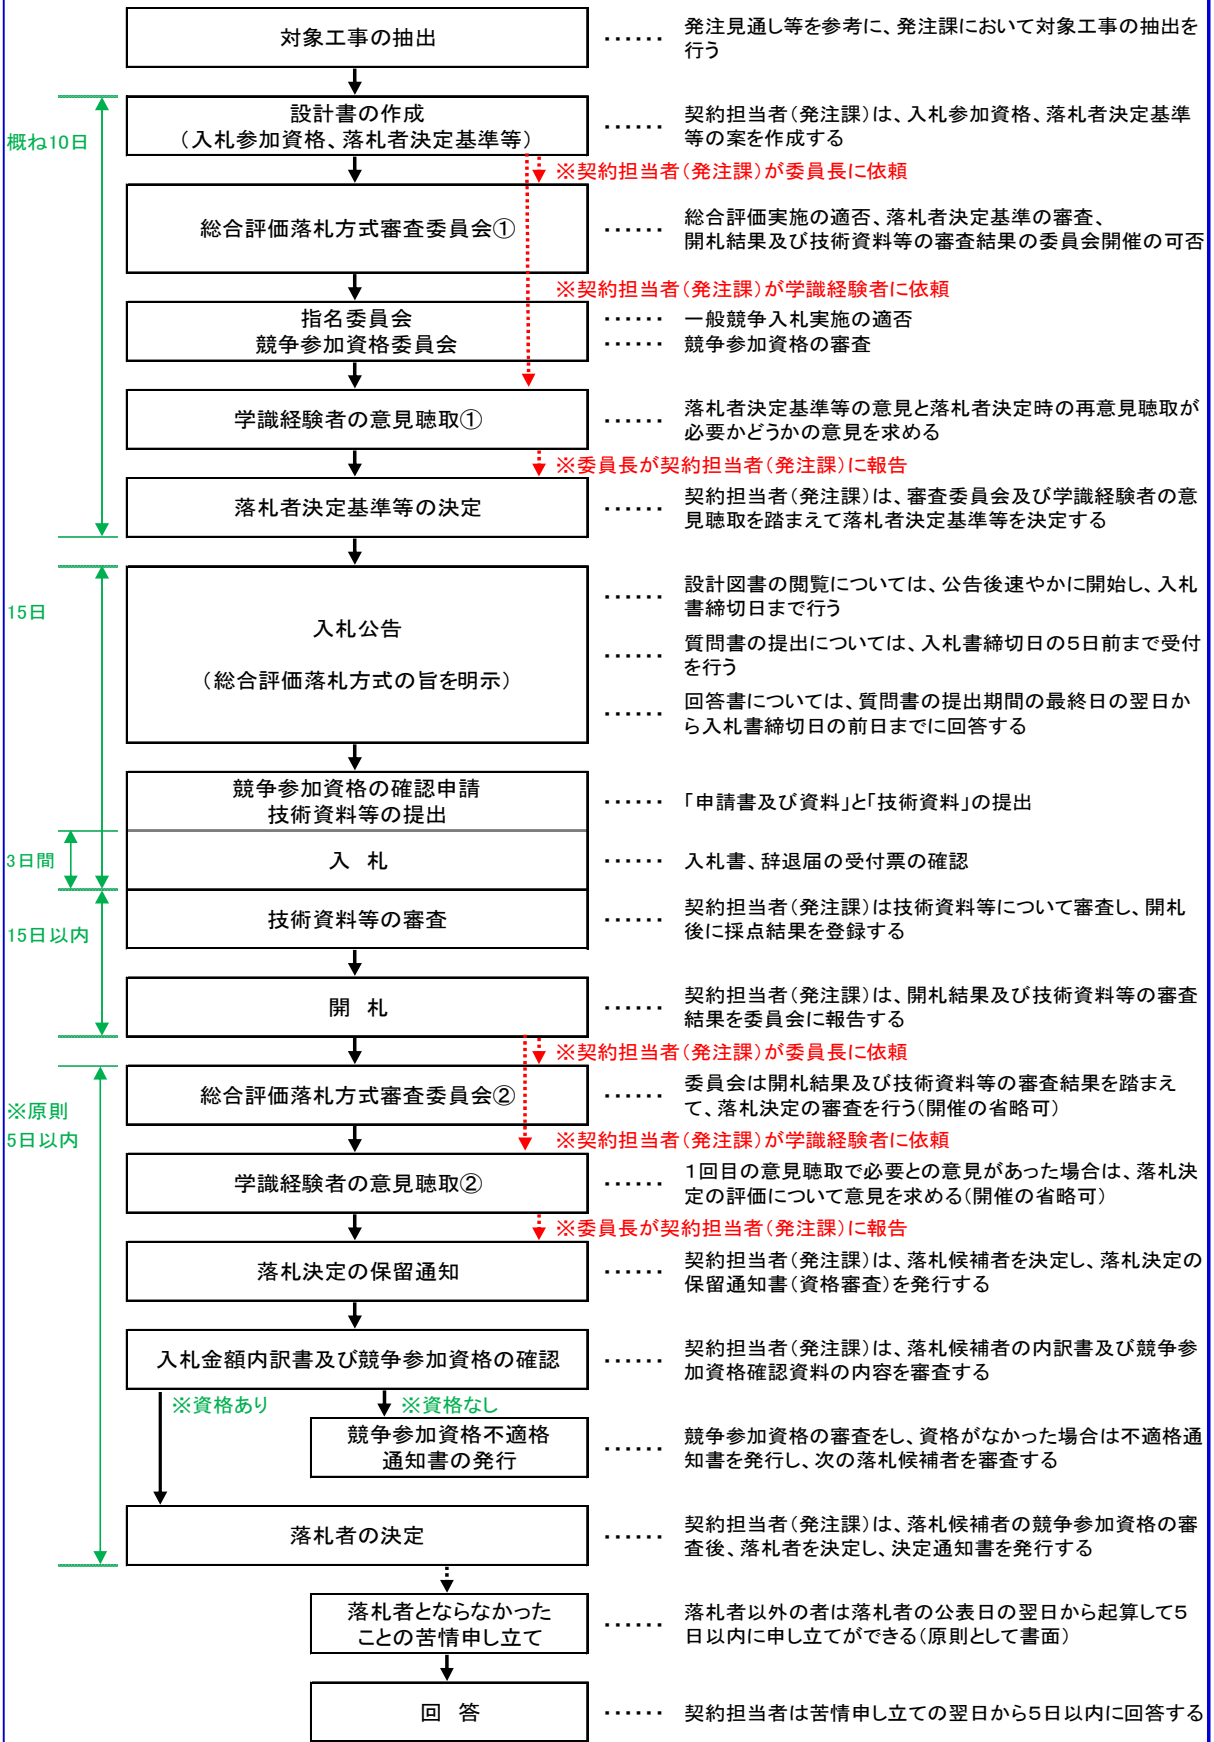 対象工事の抽出
・・・・・・ 発注見通し等を参考に、発注課において対象工事の抽出を
行う
概ね10日
設計書の作成
（入札参加資格、落札者決定基準等）
・・・・・・ 契約担当者（発注課）は、入札参加資格、落札者決定基準
等の案を作成する
※契約担当者（発注課）が委員長に依頼
総合評価落札方式審査委員会①
・・・・・・ 総合評価実施の適否、落札者決定基準の審査、
開札結果及び技術資料等の審査結果の委員会開催の可否
※契約担当者（発注課）が学識経験者に依頼
指名委員会
・・・・・・ 一般競争入札実施の適否
競争参加資格委員会
・・・・・・ 競争参加資格の審査
学識経験者の意見聴取①
・・・・・・ 落札者決定基準等の意見と落札者決定時の再意見聴取が
必要かどうかの意見を求める
※委員長が契約担当者（発注課）に報告
落札者決定基準等の決定
・・・・・・ 契約担当者（発注課）は、審査委員会及び学識経験者の意
見聴取を踏まえて落札者決定基準等を決定する
15日
入札公告
（総合評価落札方式の旨を明示）
・・・・・・ 設計図書の閲覧については、公告後速やかに開始し、入札
書締切日まで行う
・・・・・・ 質問書の提出については、入札書締切日の５日前まで受付
を行う
・・・・・・ 回答書については、質問書の提出期間の最終日の翌日か
ら入札書締切日の前日までに回答する
競争参加資格の確認申請
技術資料等の提出
・・・・・・ 「申請書及び資料」と「技術資料」の提出
3日間
入　札
・・・・・・ 入札書、辞退届の受付票の確認
15日以内
技術資料等の審査
・・・・・・ 契約担当者（発注課）は技術資料等について審査し、開札
後に採点結果を登録する
開　札
・・・・・・ 契約担当者（発注課）は、開札結果及び技術資料等の審査
結果を委員会に報告する
※契約担当者（発注課）が委員長に依頼
※原則
5日以内
総合評価落札方式審査委員会②
・・・・・・ 委員会は開札結果及び技術資料等の審査結果を踏まえ
て、落札決定の審査を行う（開催の省略可）
※契約担当者（発注課）が学識経験者に依頼
学識経験者の意見聴取②
・・・・・・ １回目の意見聴取で必要との意見があった場合は、落札決
定の評価について意見を求める（開催の省略可）
※委員長が契約担当者（発注課）に報告
落札決定の保留通知
・・・・・・ 契約担当者（発注課）は、落札候補者を決定し、落札決定の
保留通知書（資格審査）を発行する
入札金額内訳書及び競争参加資格の確認
・・・・・・ 契約担当者（発注課）は、落札候補者の内訳書及び競争参
加資格確認資料の内容を審査する
※資格あり
※資格なし
競争参加資格不適格
通知書の発行
・・・・・・ 競争参加資格の審査をし、資格がなかった場合は不適格通
知書を発行し、次の落札候補者を審査する
落札者の決定
・・・・・・ 契約担当者（発注課）は、落札候補者の競争参加資格の審
査後、落札者を決定し、決定通知書を発行する
落札者とならなかった
ことの苦情申し立て
・・・・・・ 落札者以外の者は落札者の公表日の翌日から起算して５
日以内に申し立てができる（原則として書面）
回　答
・・・・・・ 契約担当者は苦情申し立ての翌日から５日以内に回答する